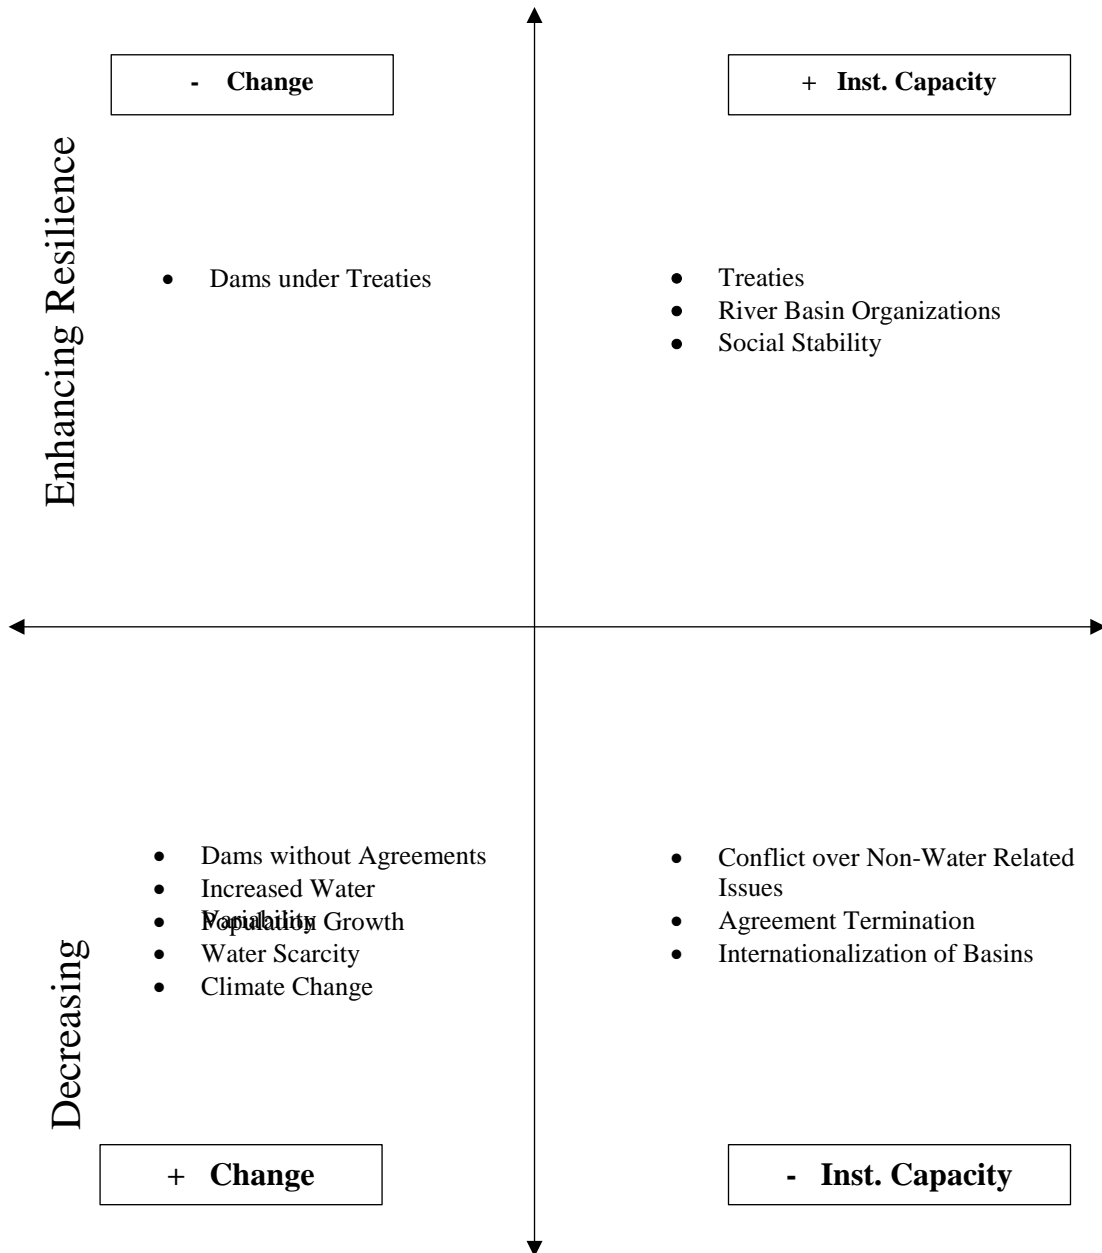 - Change
+ Inst. Capacity
Enhancing Resilience
● Dams under Treaties
● Treaties
● River Basin Organizations
● Social Stability
Decreasing
● Dams without Agreements
● Increased Water
Variability
● Population Growth
● Water Scarcity
● Climate Change
● Conflict over Non-Water Related
Issues
● Agreement Termination
● Internationalization of Basins
+ Change
- Inst. Capacity